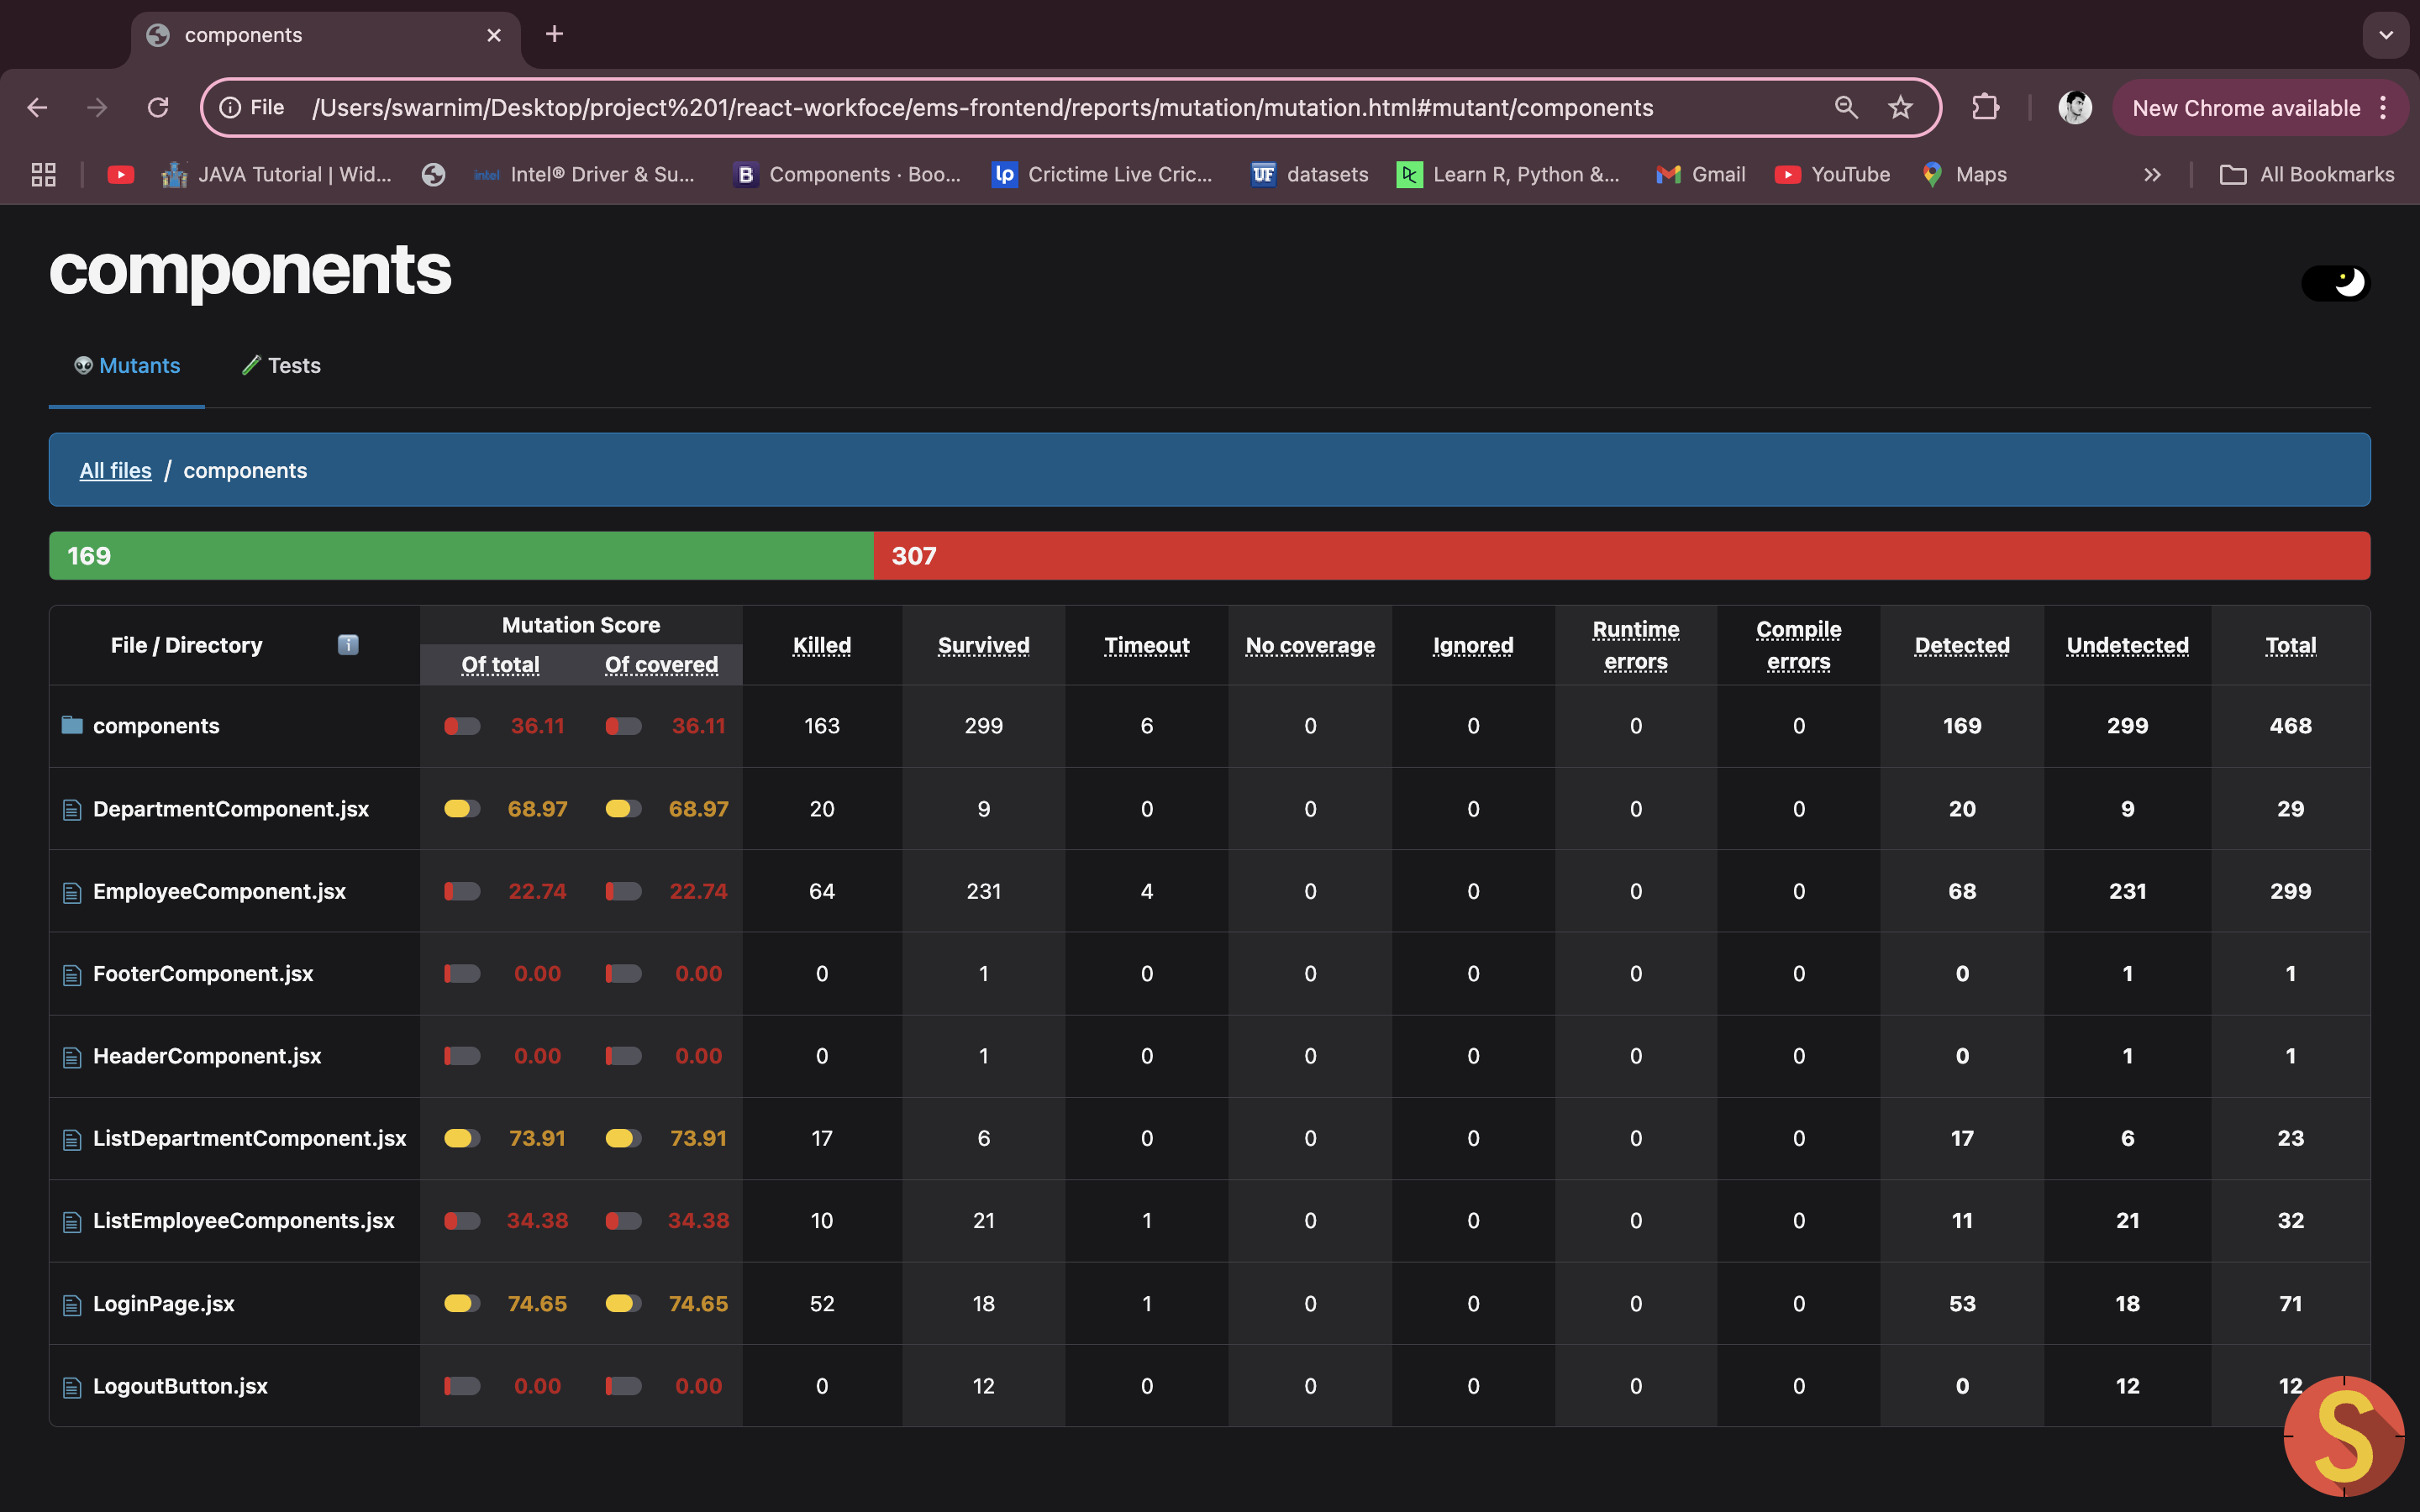 components
File /Users/swarnim/Desktop/project%201/react-workfoce/ems-frontend/reports/mutation/mutation.html#mutant/components New Chrome available
JAVA Tutorial | Wid... intel Intel® Driver & Su... B Components · Boo... lp Crictime Live Cric... UF datasets Learn R, Python &... Gmail YouTube Maps All Bookmarks
components
Mutants Tests
All files / components
169 307
File / Directory Mutation Score Killed Survived Timeout No coverage Ignored Runtime errors Compile errors Detected Undetected Total
Of total Of covered
components 36.11 36.11 163 299 6 0 0 0 0 169 299 468
DepartmentComponent.jsx 68.97 68.97 20 9 0 0 0 0 0 20 9 29
EmployeeComponent.jsx 22.74 22.74 64 231 4 0 0 0 0 68 231 299
FooterComponent.jsx 0.00 0.00 0 1 0 0 0 0 0 0 1 1
HeaderComponent.jsx 0.00 0.00 0 1 0 0 0 0 0 0 1 1
ListDepartmentComponent.jsx 73.91 73.91 17 6 0 0 0 0 0 17 6 23
ListEmployeeComponents.jsx 34.38 34.38 10 21 1 0 0 0 0 11 21 32
LoginPage.jsx 74.65 74.65 52 18 1 0 0 0 0 53 18 71
LogoutButton.jsx 0.00 0.00 0 12 0 0 0 0 0 0 12 12
S